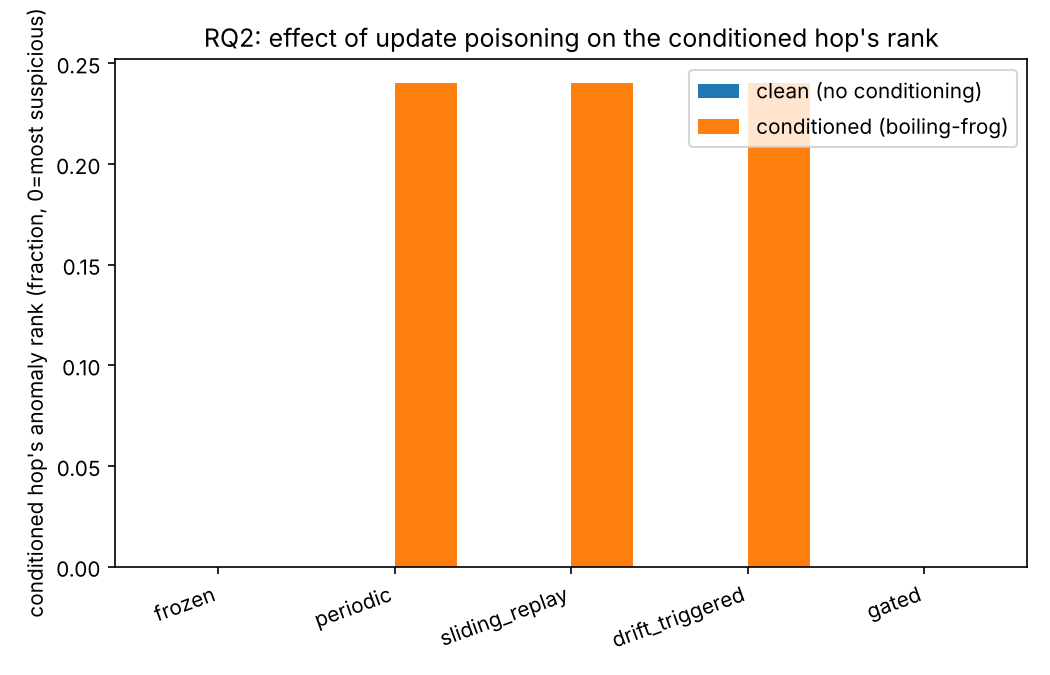 RQ2: effect of update poisoning on the conditioned hop's rank
conditioned hop's anomaly rank (fraction, 0=most suspicious)
0.25
0.20
0.15
0.10
0.05
0.00
clean (no conditioning)
conditioned (boiling-frog)
frozen
periodic
sliding_replay
drift_triggered
gated